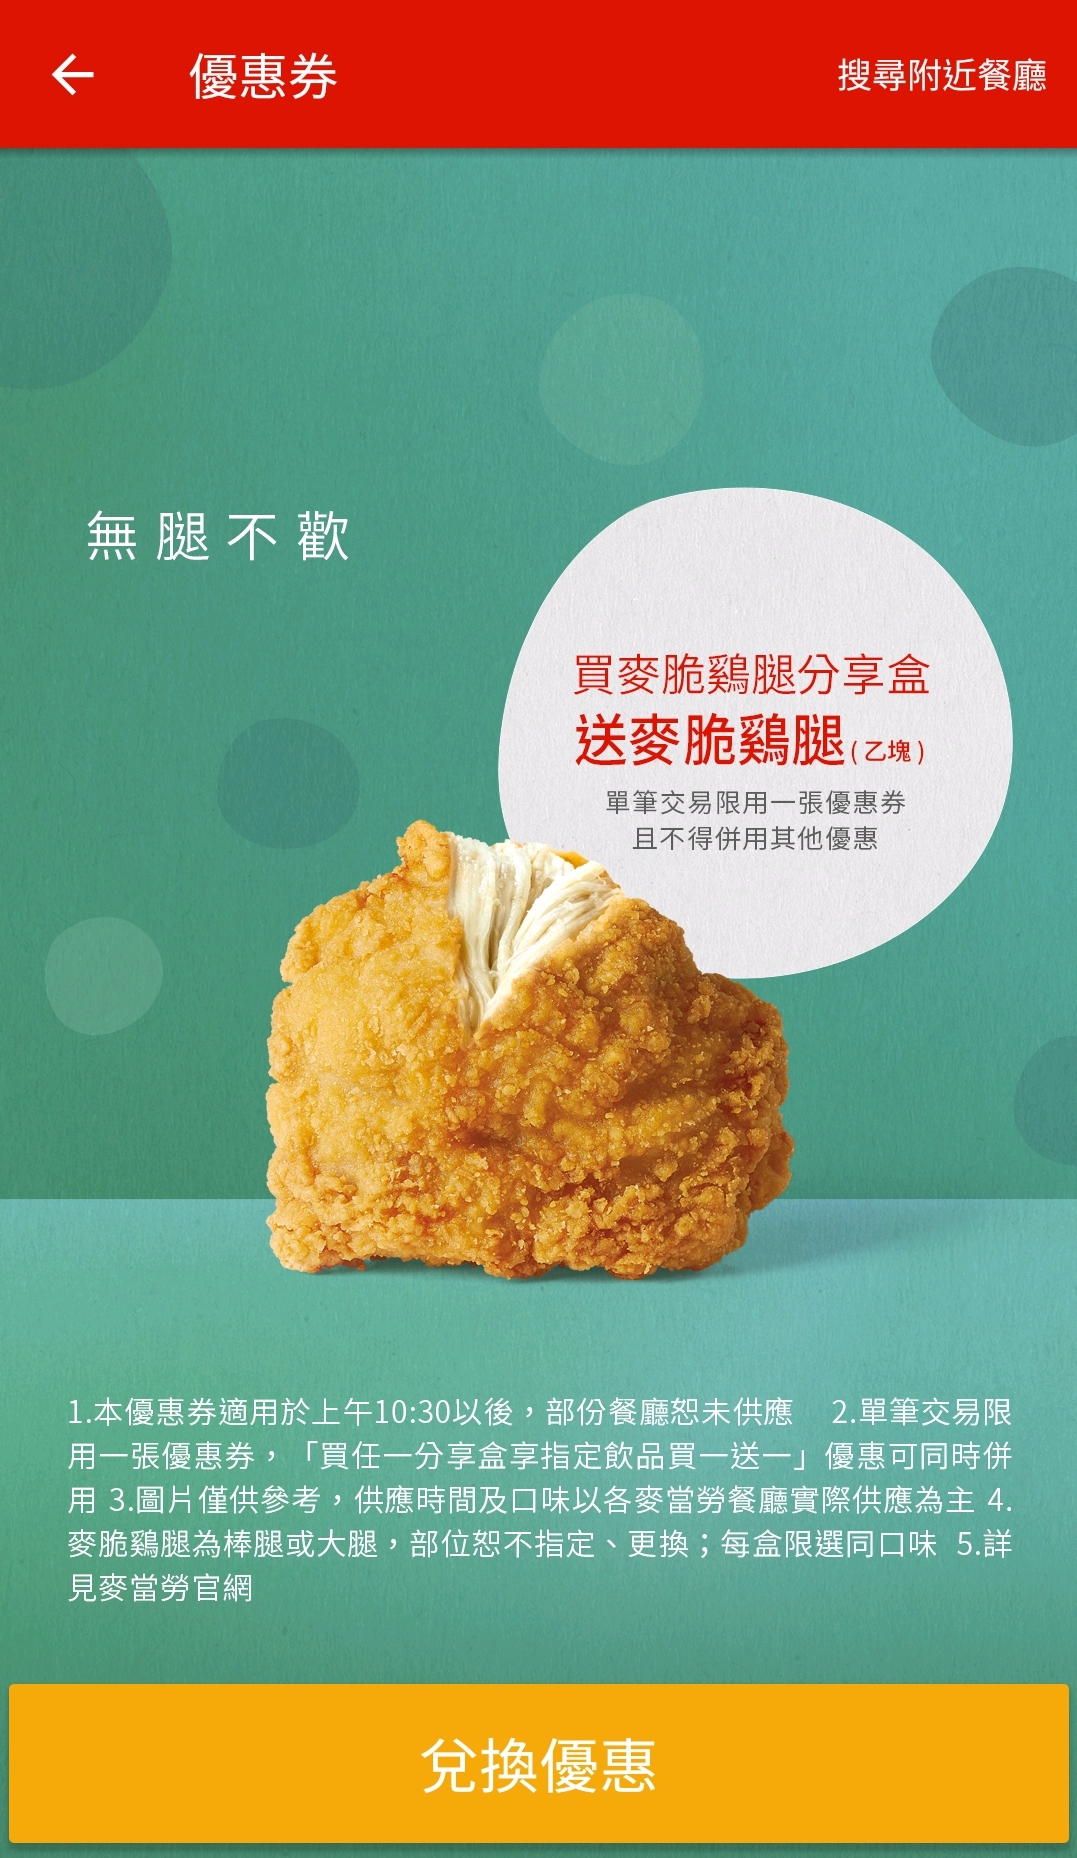 優惠券
搜尋附近餐廳
無腿不歡
買麥脆鷄腿分享盒
送麥脆鷄腿(乙塊)
單筆交易限用一張優惠券
且不得併用其他優惠
1.本優惠券適用於上午10:30以後，部份餐廳恕未供應 2.單筆交易限
用一張優惠券，「買任一分享盒享指定飲品買一送一」優惠可同時併
用 3.圖片僅供參考，供應時間及口味以各麥當勞餐廳實際供應為主 4.
麥脆鷄腿為棒腿或大腿，部位恕不指定、更換；每盒限選同口味 5.詳
見麥當勞官網
兌換優惠